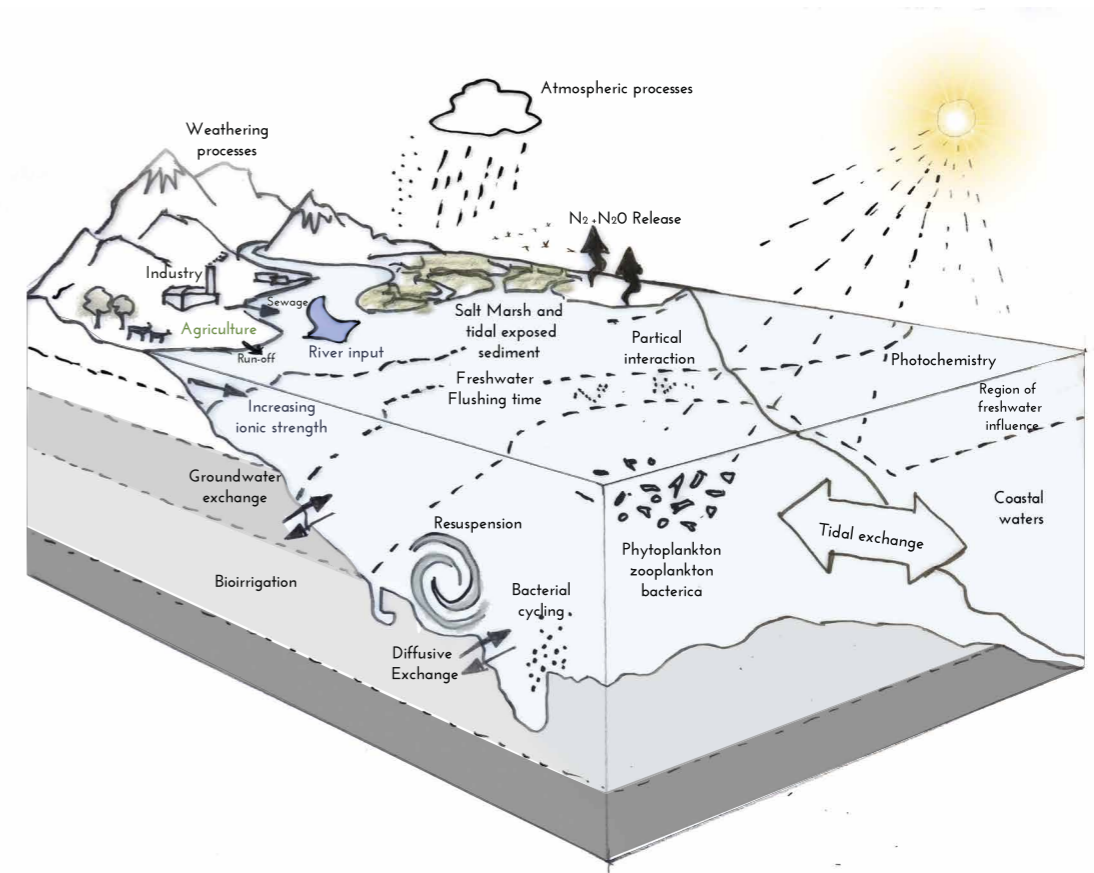 Atmospheric processes
Weathering
processes
N2 +N2O Release
Industry
Sewage
Agriculture
Run-off
River input
Salt Marsh and
tidal exposed
sediment
Partical
interaction
Photochemistry
Freshwater
Flushing time
Region of
freshwater
influence
Increasing
ionic strength
Groundwater
exchange
Resuspension
Coastal
waters
Tidal exchange
Phytoplankton
zooplankton
bacterica
Bioirrigation
Bacterial
cycling
Diffusive
Exchange